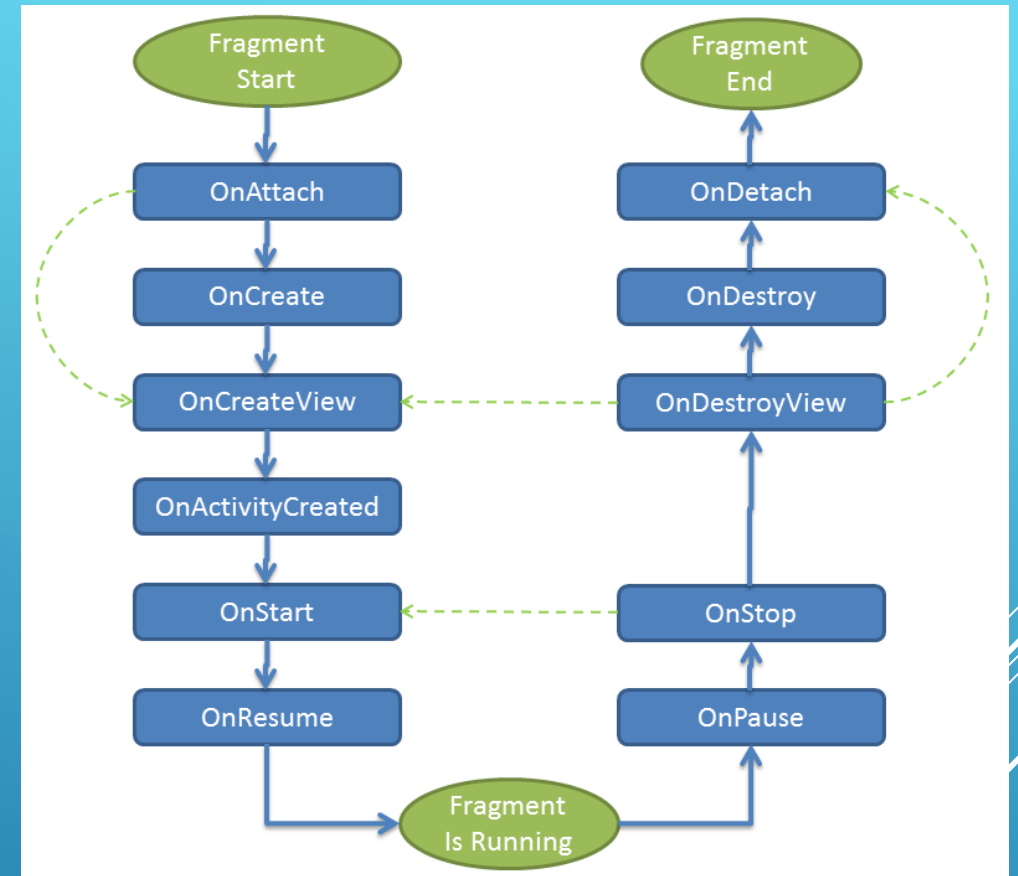 Fragment
Start
OnAttach
OnCreate
OnCreateView
OnActivityCreated
OnStart
OnResume
Fragment
Is Running
OnPause
OnStop
OnDestroyView
OnDestroy
OnDetach
Fragment
End